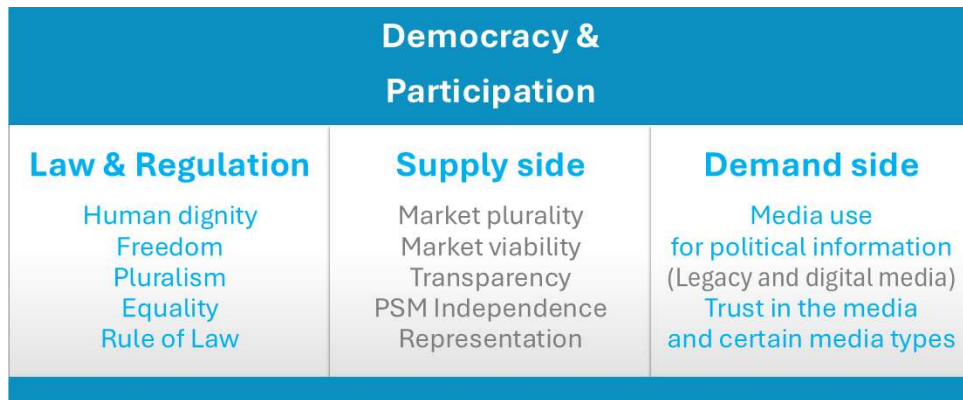 Democracy &
Participation
Law & Regulation
Human dignity
Freedom
Pluralism
Equality
Rule of Law
Supply side
Market plurality
Market viability
Transparency
PSM Independence
Representation
Demand side
Media use
for political information
(Legacy and digital media)
Trust in the media
and certain media types